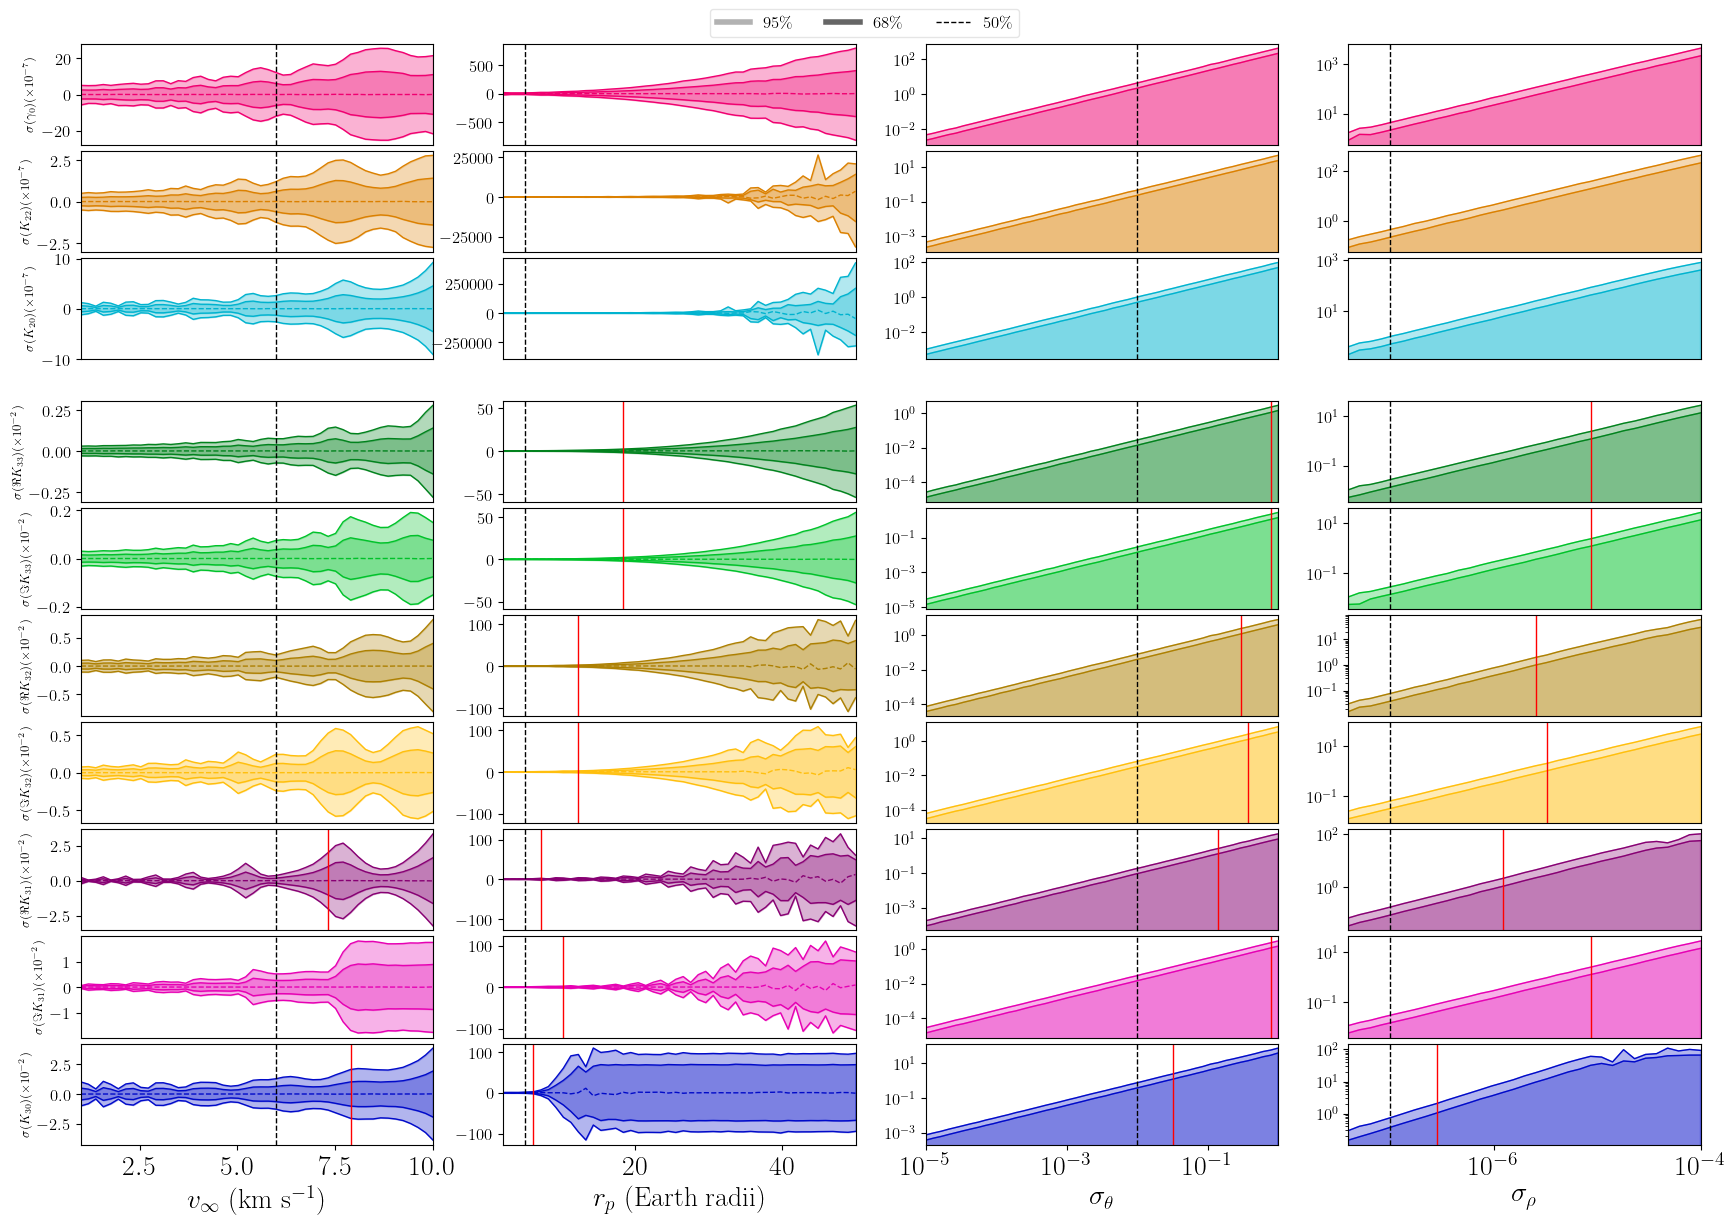 95% 68% 50%
σ(γ₀)(×10⁻⁷) 20 0 −20
500 0 −500
10² 10⁰ 10⁻²
10³ 10¹
σ(K₂₂)(×10⁻⁷) 2.5 0.0 −2.5
25000 0 −25000
10¹ 10⁻¹ 10⁻³
10² 10⁰
σ(K₂₀)(×10⁻⁷) 10 0 −10
250000 0 −250000
10² 10⁰ 10⁻²
10³ 10¹
σ(ℜK₃₃)(×10⁻²) 0.25 0.00 −0.25
50 0 −50
10⁰ 10⁻² 10⁻⁴
10¹ 10⁻¹
σ(ℑK₃₃)(×10⁻²) 0.2 0.0 −0.2
50 0 −50
10⁻¹ 10⁻³ 10⁻⁵
10¹ 10⁻¹
σ(ℜK₃₂)(×10⁻²) 0.5 0.0 −0.5
100 0 −100
10⁰ 10⁻² 10⁻⁴
10¹ 10⁰ 10⁻¹
σ(ℑK₃₂)(×10⁻²) 0.5 0.0 −0.5
100 0 −100
10⁰ 10⁻² 10⁻⁴
10¹ 10⁻¹
σ(ℜK₃₁)(×10⁻²) 2.5 0.0 −2.5
100 0 −100
10¹ 10⁻¹ 10⁻³
10² 10⁰
σ(ℑK₃₁)(×10⁻²) 1 0 −1
100 0 −100
10⁰ 10⁻² 10⁻⁴
10¹ 10⁻¹
σ(K₃₀)(×10⁻²) 2.5 0.0 −2.5
100 0 −100
10¹ 10⁻¹ 10⁻³
10² 10¹ 10⁰
2.5 5.0 7.5 10.0
20 40
10⁻⁵ 10⁻³ 10⁻¹
10⁻⁶ 10⁻⁴
v∞ (km s⁻¹)
rₚ (Earth radii)
σ_θ
σ_ρ